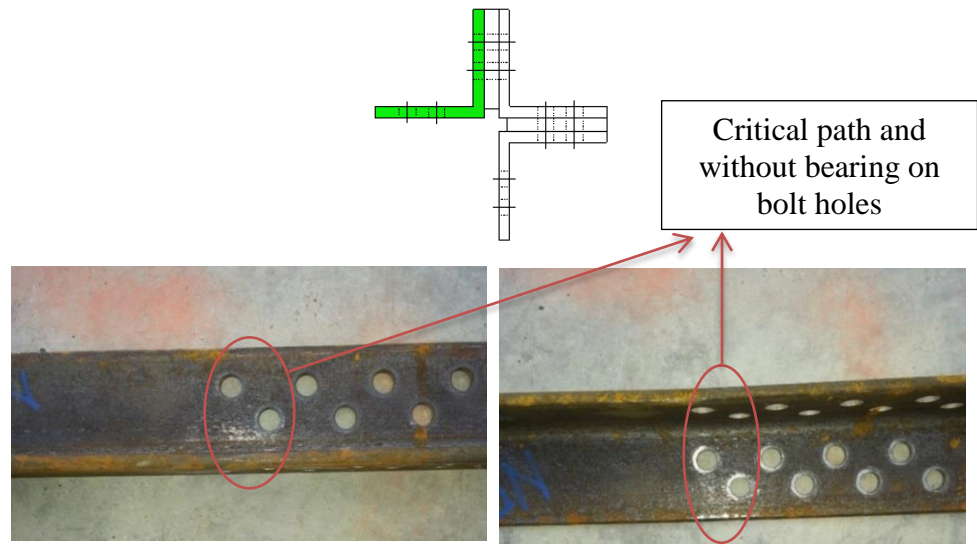 Critical path and
without bearing on
bolt holes